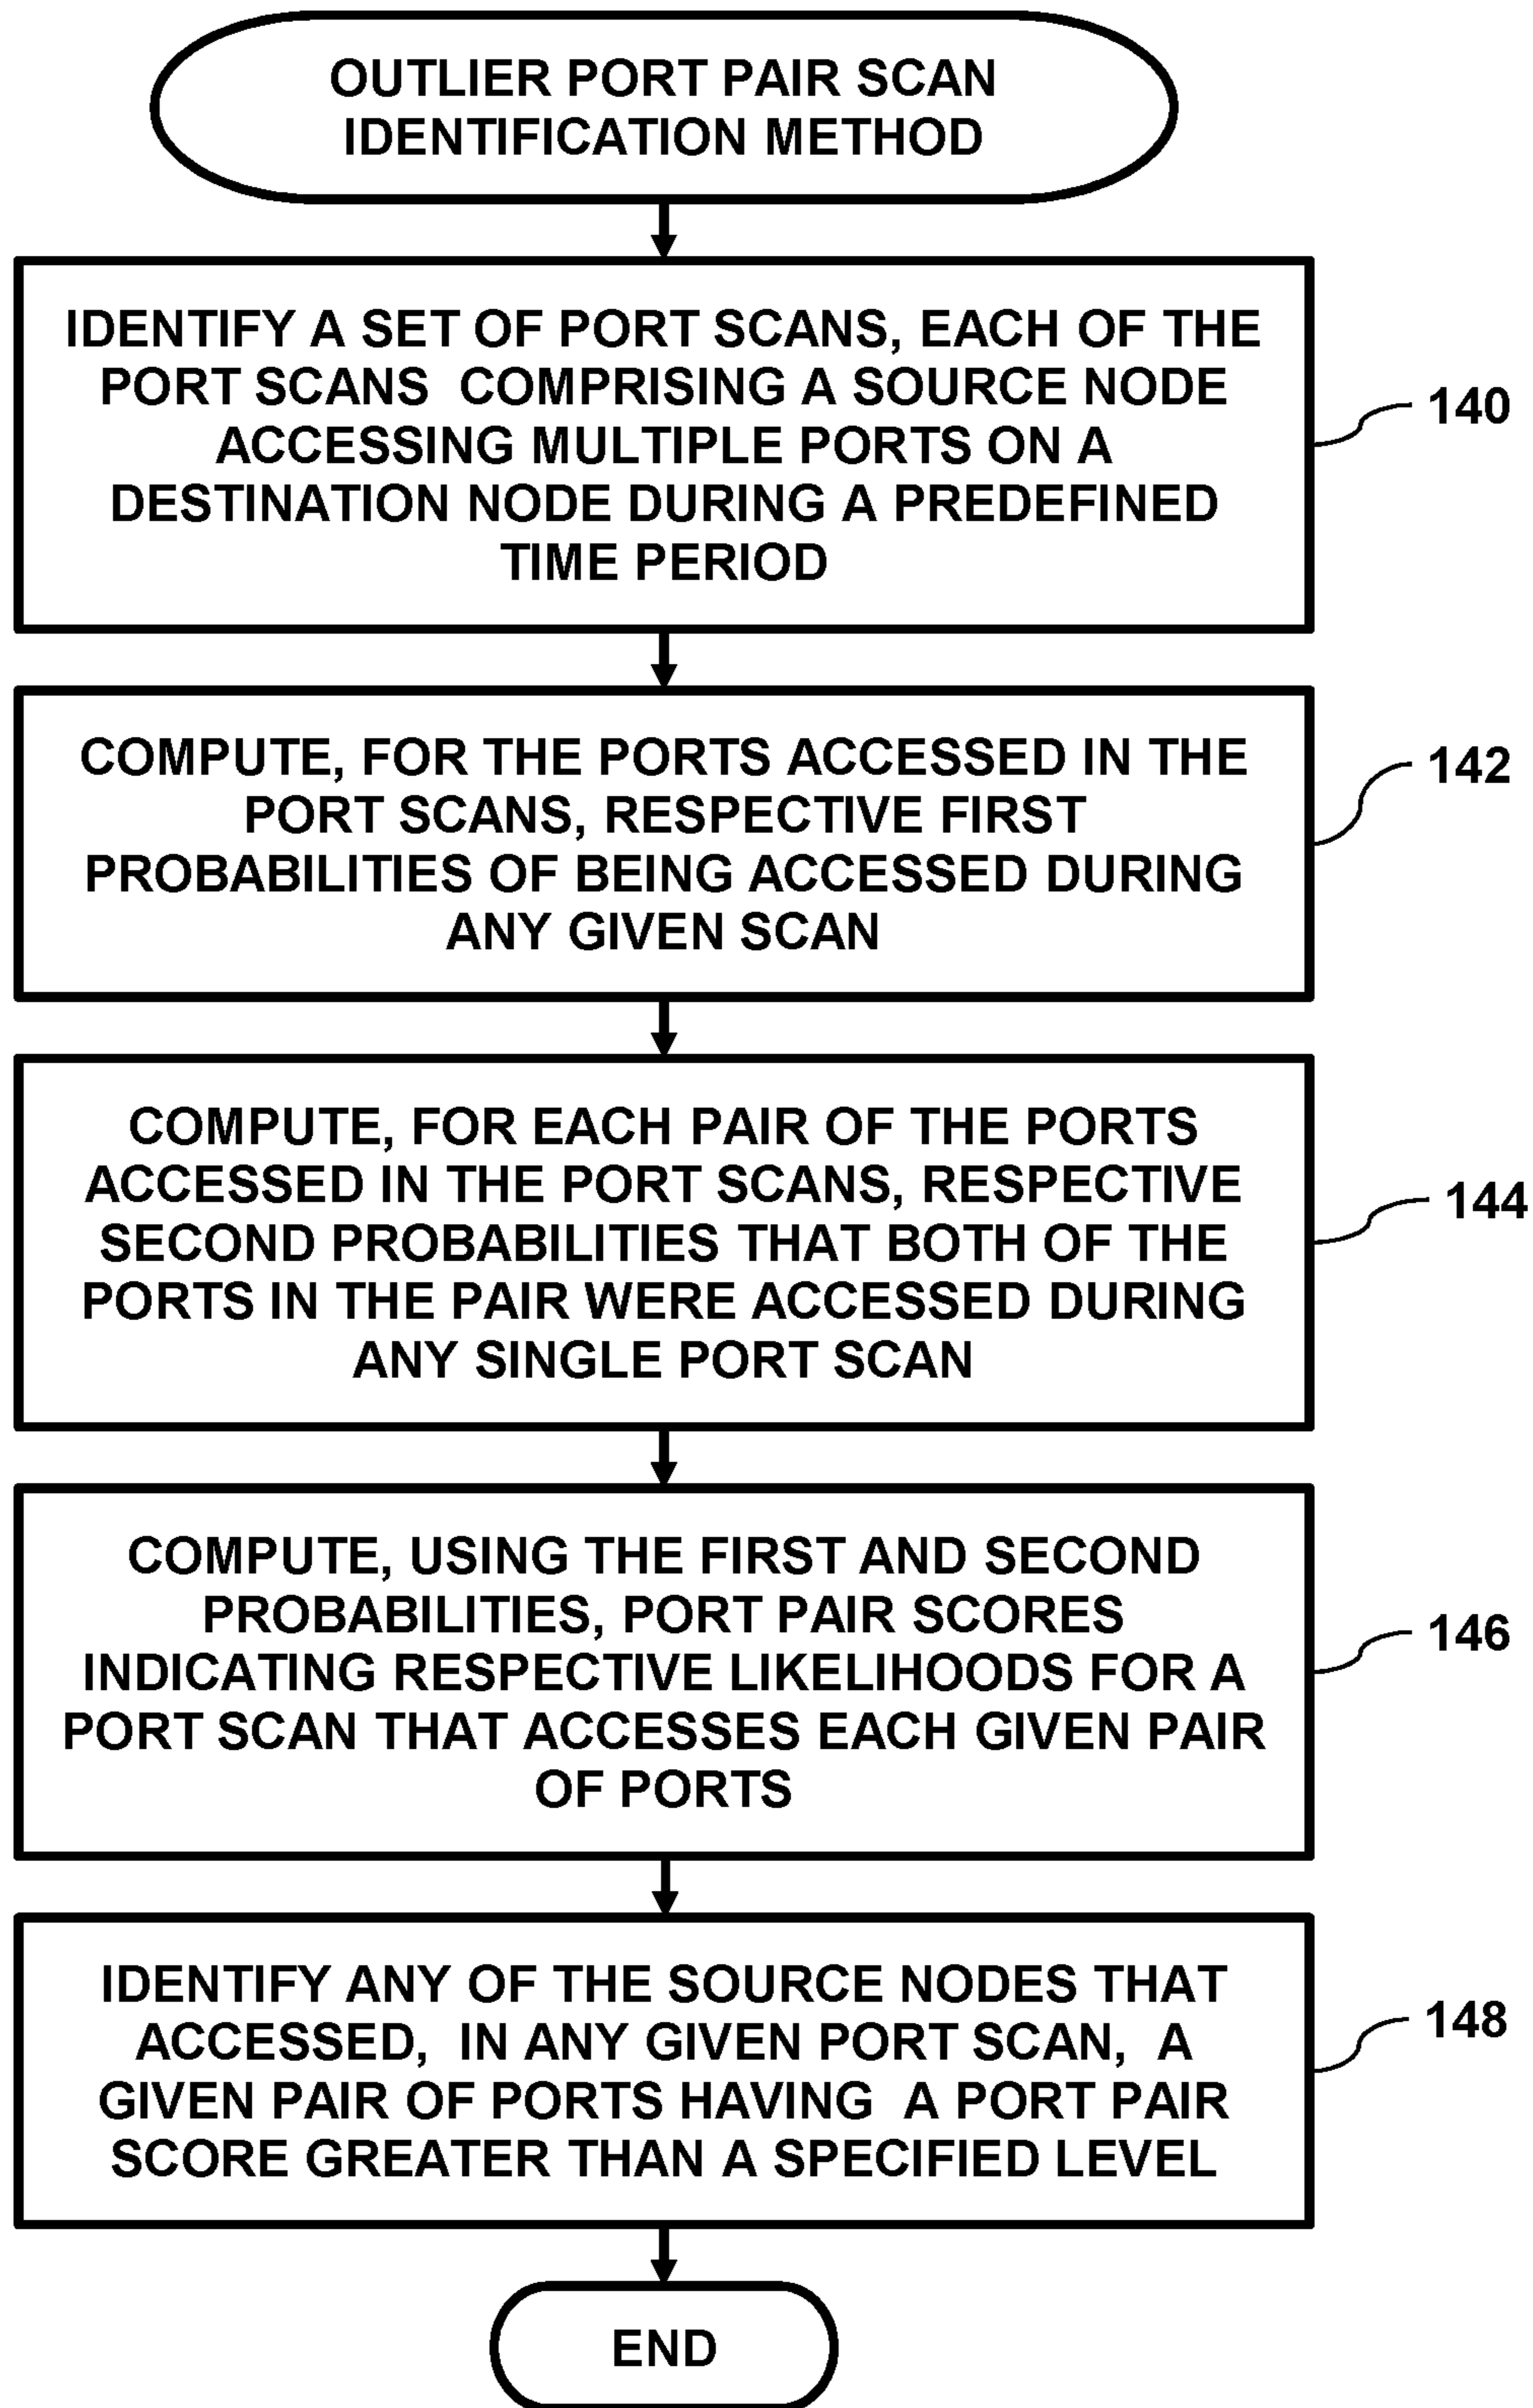 OUTLIER PORT PAIR SCAN
IDENTIFICATION METHOD
IDENTIFY A SET OF PORT SCANS, EACH OF THE
PORT SCANS COMPRISING A SOURCE NODE
ACCESSING MULTIPLE PORTS ON A
DESTINATION NODE DURING A PREDEFINED
TIME PERIOD
140
COMPUTE, FOR THE PORTS ACCESSED IN THE
PORT SCANS, RESPECTIVE FIRST
PROBABILITIES OF BEING ACCESSED DURING
ANY GIVEN SCAN
142
COMPUTE, FOR EACH PAIR OF THE PORTS
ACCESSED IN THE PORT SCANS, RESPECTIVE
SECOND PROBABILITIES THAT BOTH OF THE
PORTS IN THE PAIR WERE ACCESSED DURING
ANY SINGLE PORT SCAN
144
COMPUTE, USING THE FIRST AND SECOND
PROBABILITIES, PORT PAIR SCORES
INDICATING RESPECTIVE LIKELIHOODS FOR A
PORT SCAN THAT ACCESSES EACH GIVEN PAIR
OF PORTS
146
IDENTIFY ANY OF THE SOURCE NODES THAT
ACCESSED, IN ANY GIVEN PORT SCAN, A
GIVEN PAIR OF PORTS HAVING A PORT PAIR
SCORE GREATER THAN A SPECIFIED LEVEL
148
END